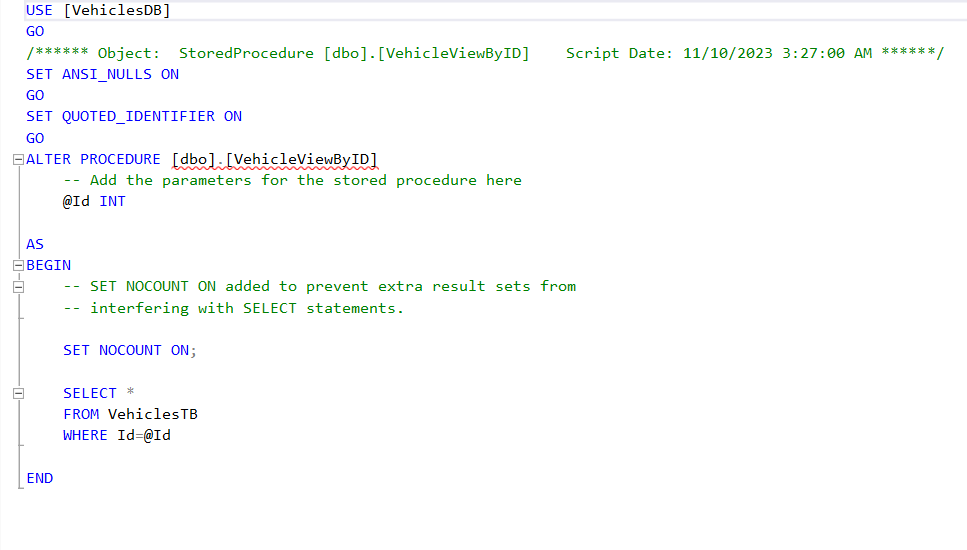 USE [VehiclesDB]
GO
/****** Object:  StoredProcedure [dbo].[VehicleViewByID]    Script Date: 11/10/2023 3:27:00 AM ******/
SET ANSI_NULLS ON
GO
SET QUOTED_IDENTIFIER ON
GO
ALTER PROCEDURE [dbo].[VehicleViewByID]
    -- Add the parameters for the stored procedure here
    @Id INT
AS
BEGIN
    -- SET NOCOUNT ON added to prevent extra result sets from
    -- interfering with SELECT statements.
    SET NOCOUNT ON;
    SELECT *
    FROM VehiclesTB
    WHERE Id=@Id
END